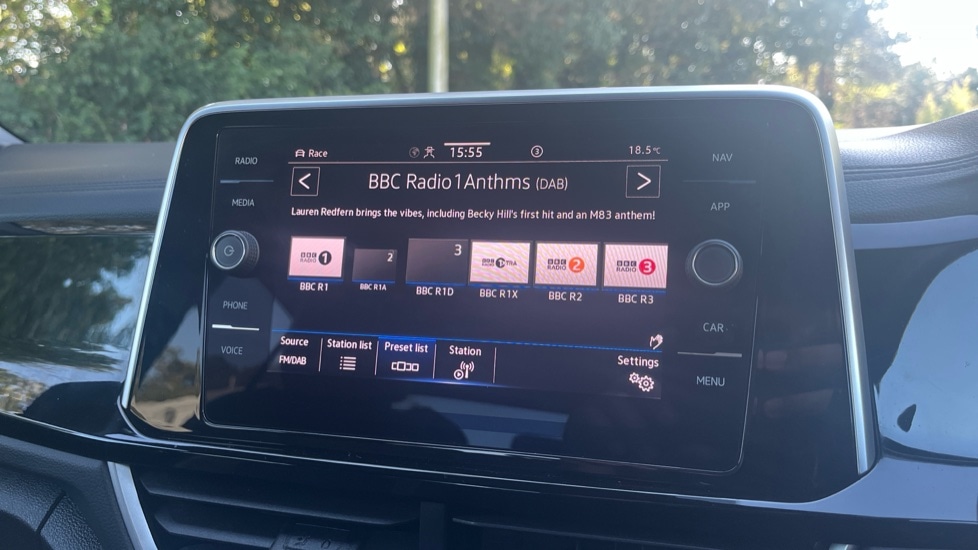 RADIO
MEDIA
PHONE
VOICE
Race 15:55 3 18.5°C
BBC Radio1Anthms (DAB)
Lauren Redfern brings the vibes, including Becky Hill's first hit and an M83 anthem!
BBC RADIO 1
2
3
BBC RADIO 1XTRA
BBC RADIO 2
BBC RADIO 3
BBC R1 BBC R1A BBC R1D BBC R1X BBC R2 BBC R3
Source Station list Preset list Station Settings
FM/DAB
NAV
APP
CAR
MENU